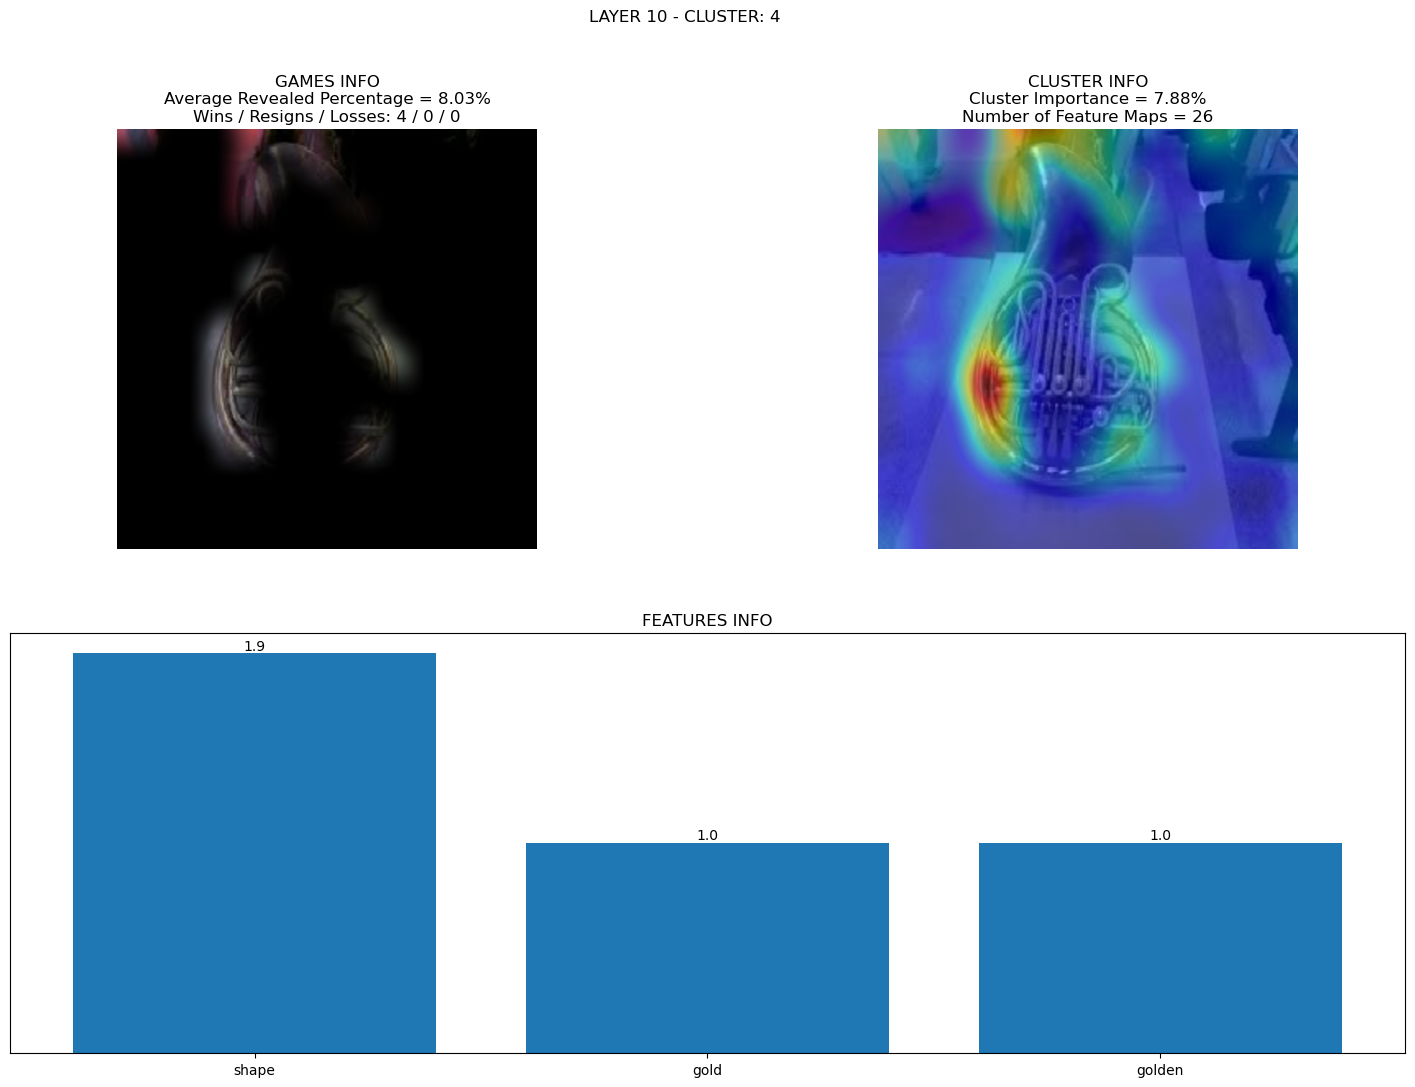 LAYER 10 - CLUSTER: 4
GAMES INFO
Average Revealed Percentage = 8.03%
Wins / Resigns / Losses: 4 / 0 / 0
CLUSTER INFO
Cluster Importance = 7.88%
Number of Feature Maps = 26
FEATURES INFO
1.9
1.0
1.0
shape
gold
golden